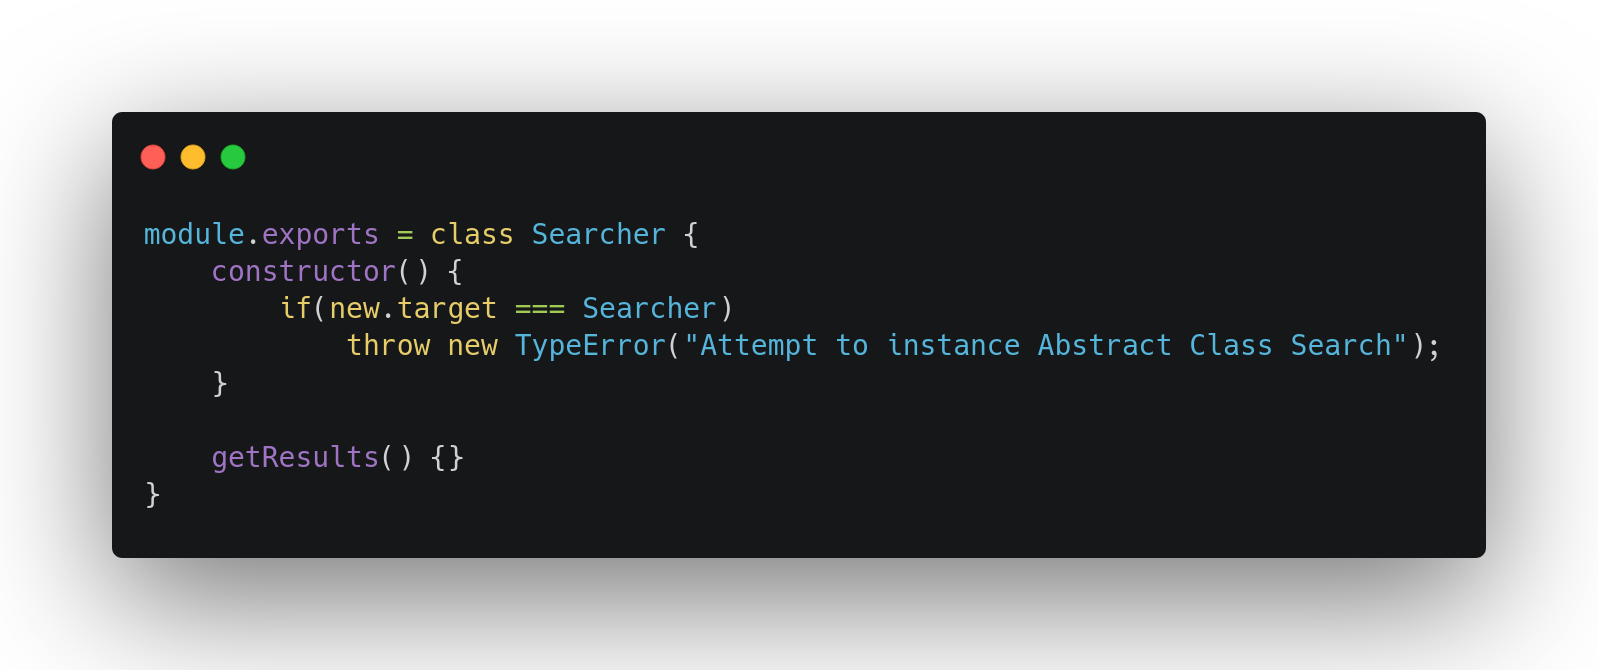 module.exports = class Searcher {
    constructor() {
        if(new.target === Searcher)
            throw new TypeError("Attempt to instance Abstract Class Search");
    }

    getResults() {}
}